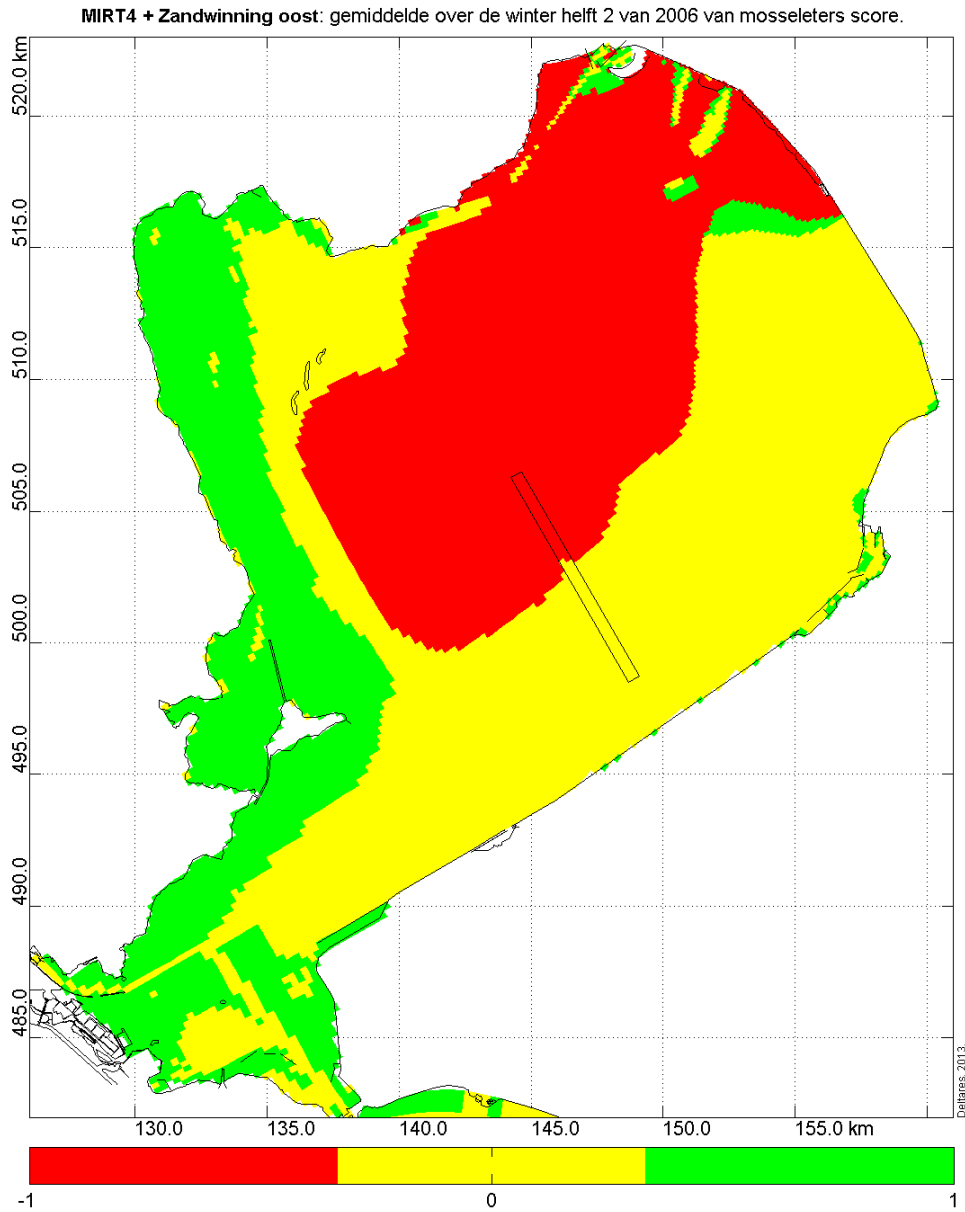 MIRT4 + Zandwinning oost: gemiddelde over de winter helft 2 van 2006 van mosseleters score.
520.0 km
515.0
510.0
505.0
500.0
495.0
490.0
485.0
130.0 135.0 140.0 145.0 150.0 155.0 km
Deltares, 2013.
-1 0 1